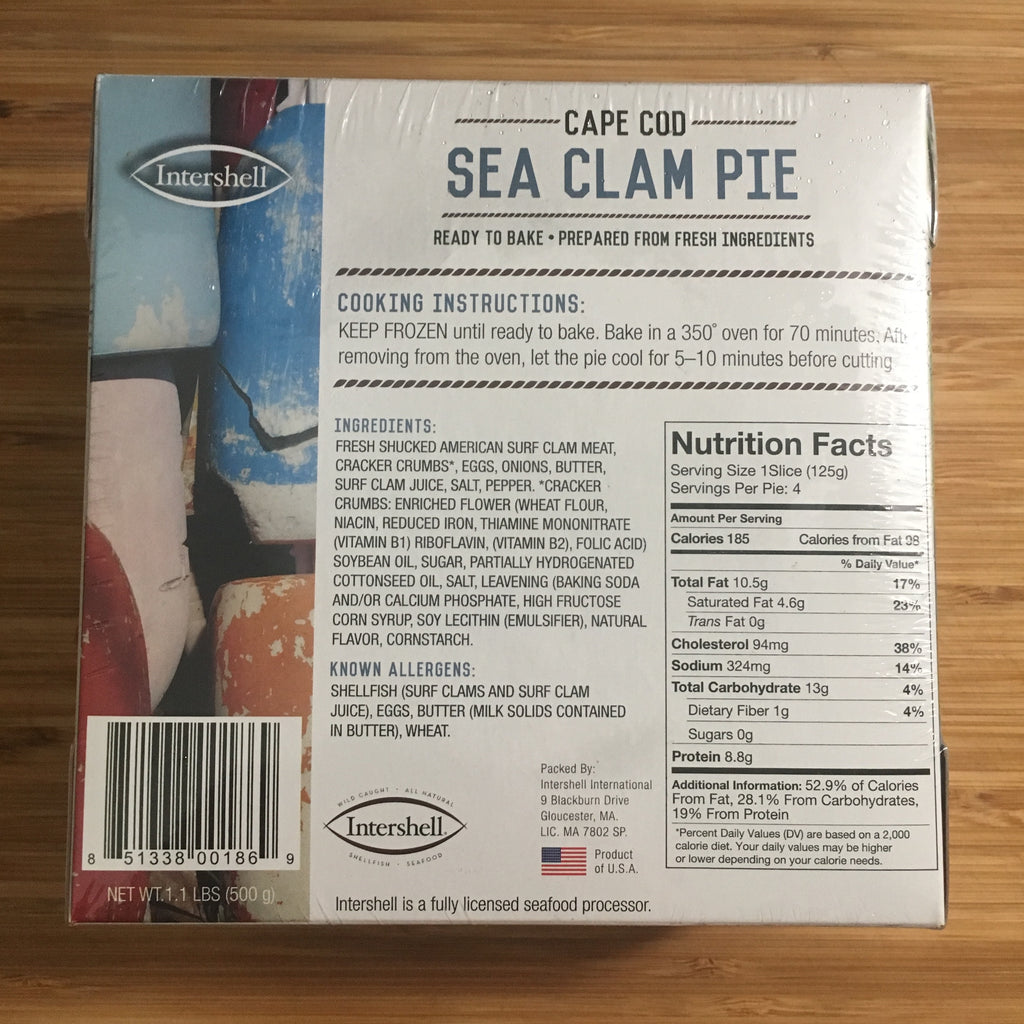 Intershell
CAPE COD
SEA CLAM PIE
READY TO BAKE • PREPARED FROM FRESH INGREDIENTS
COOKING INSTRUCTIONS:
KEEP FROZEN until ready to bake. Bake in a 350° oven for 70 minutes.
removing from the oven, let the pie cool for 5–10 minutes before cutting
INGREDIENTS:
FRESH SHUCKED AMERICAN SURF CLAM MEAT,
CRACKER CRUMBS*, EGGS, ONIONS, BUTTER,
SURF CLAM JUICE, SALT, PEPPER. *CRACKER
CRUMBS: ENRICHED FLOWER (WHEAT FLOUR,
NIACIN, REDUCED IRON, THIAMINE MONONITRATE
(VITAMIN B1) RIBOFLAVIN, (VITAMIN B2), FOLIC ACID)
SOYBEAN OIL, SUGAR, PARTIALLY HYDROGENATED
COTTONSEED OIL, SALT, LEAVENING (BAKING SODA
AND/OR CALCIUM PHOSPHATE, HIGH FRUCTOSE
CORN SYRUP, SOY LECITHIN (EMULSIFIER), NATURAL
FLAVOR, CORNSTARCH.
KNOWN ALLERGENS:
SHELLFISH (SURF CLAMS AND SURF CLAM
JUICE), EGGS, BUTTER (MILK SOLIDS CONTAINED
IN BUTTER), WHEAT.
Nutrition Facts
Serving Size 1Slice (125g)
Servings Per Pie: 4
Amount Per Serving
Calories 185 Calories from Fat 98
% Daily Value*
Total Fat 10.5g 17%
Saturated Fat 4.6g 23%
Trans Fat 0g
Cholesterol 94mg 38%
Sodium 324mg 14%
Total Carbohydrate 13g 4%
Dietary Fiber 1g 4%
Sugars 0g
Protein 8.8g
Additional Information: 52.9% of Calories
From Fat, 28.1% From Carbohydrates,
19% From Protein
*Percent Daily Values (DV) are based on a 2,000
calorie diet. Your daily values may be higher
or lower depending on your calorie needs.
WILD CAUGHT • ALL NATURAL
Intershell®
SHELLFISH • SEAFOOD
Packed By:
Intershell International
9 Blackburn Drive
Gloucester, MA.
LIC. MA 7802 SP.
Product
of U.S.A.
8 51338 00186 9
NET WT.1.1 LBS (500 g)
Intershell is a fully licensed seafood processor.